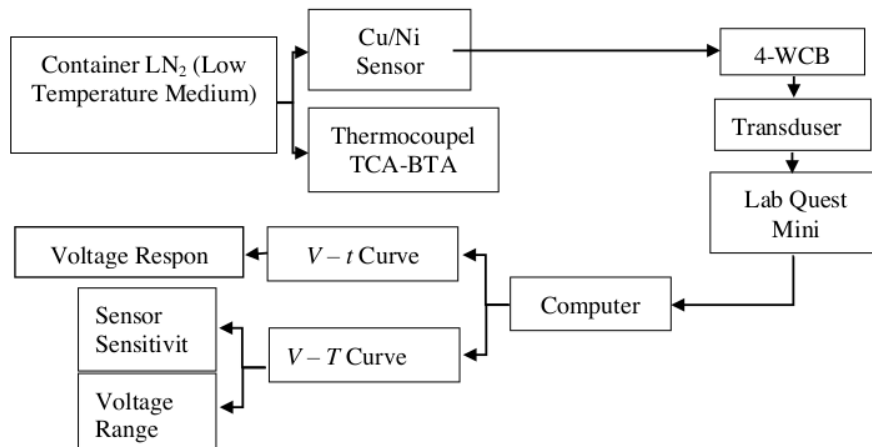 Container LN₂ (Low
Temperature Medium)
Cu/Ni
Sensor
Thermocoupel
TCA-BTA
4-WCB
Transduser
Lab Quest
Mini
Computer
V – t Curve
Voltage Respon
V – T Curve
Sensor
Sensitivit
Voltage
Range